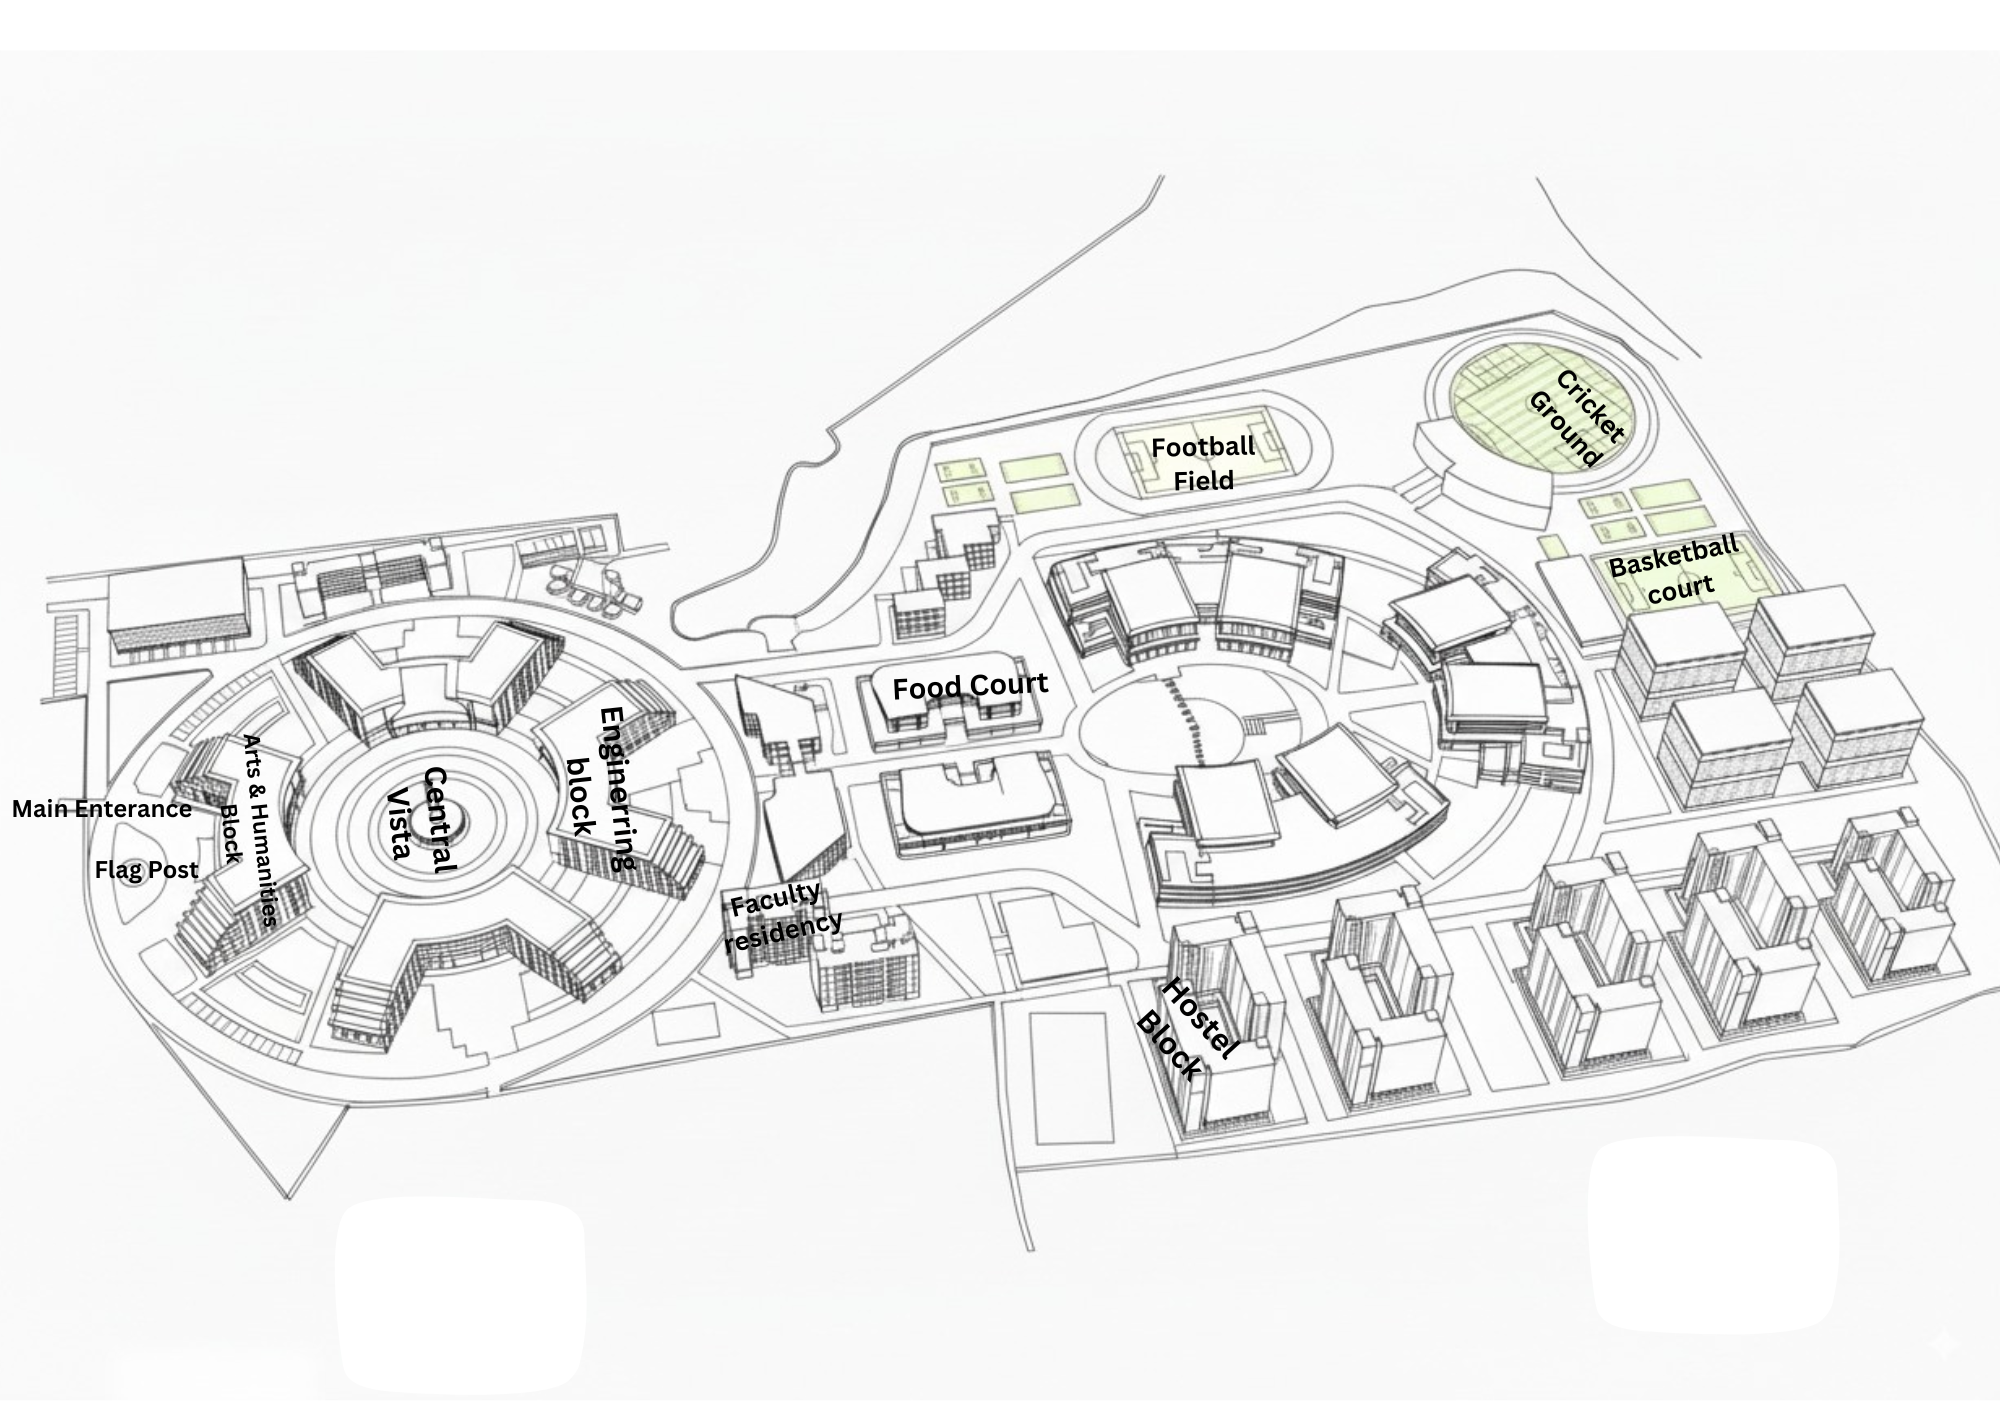 Cricket
Ground
Football
Field
Basketball
court
Food Court
Enginerring
block
Arts & Humanities
Block
Central
Vista
Main Enterance
Flag Post
Faculty
residency
Hostel
Block